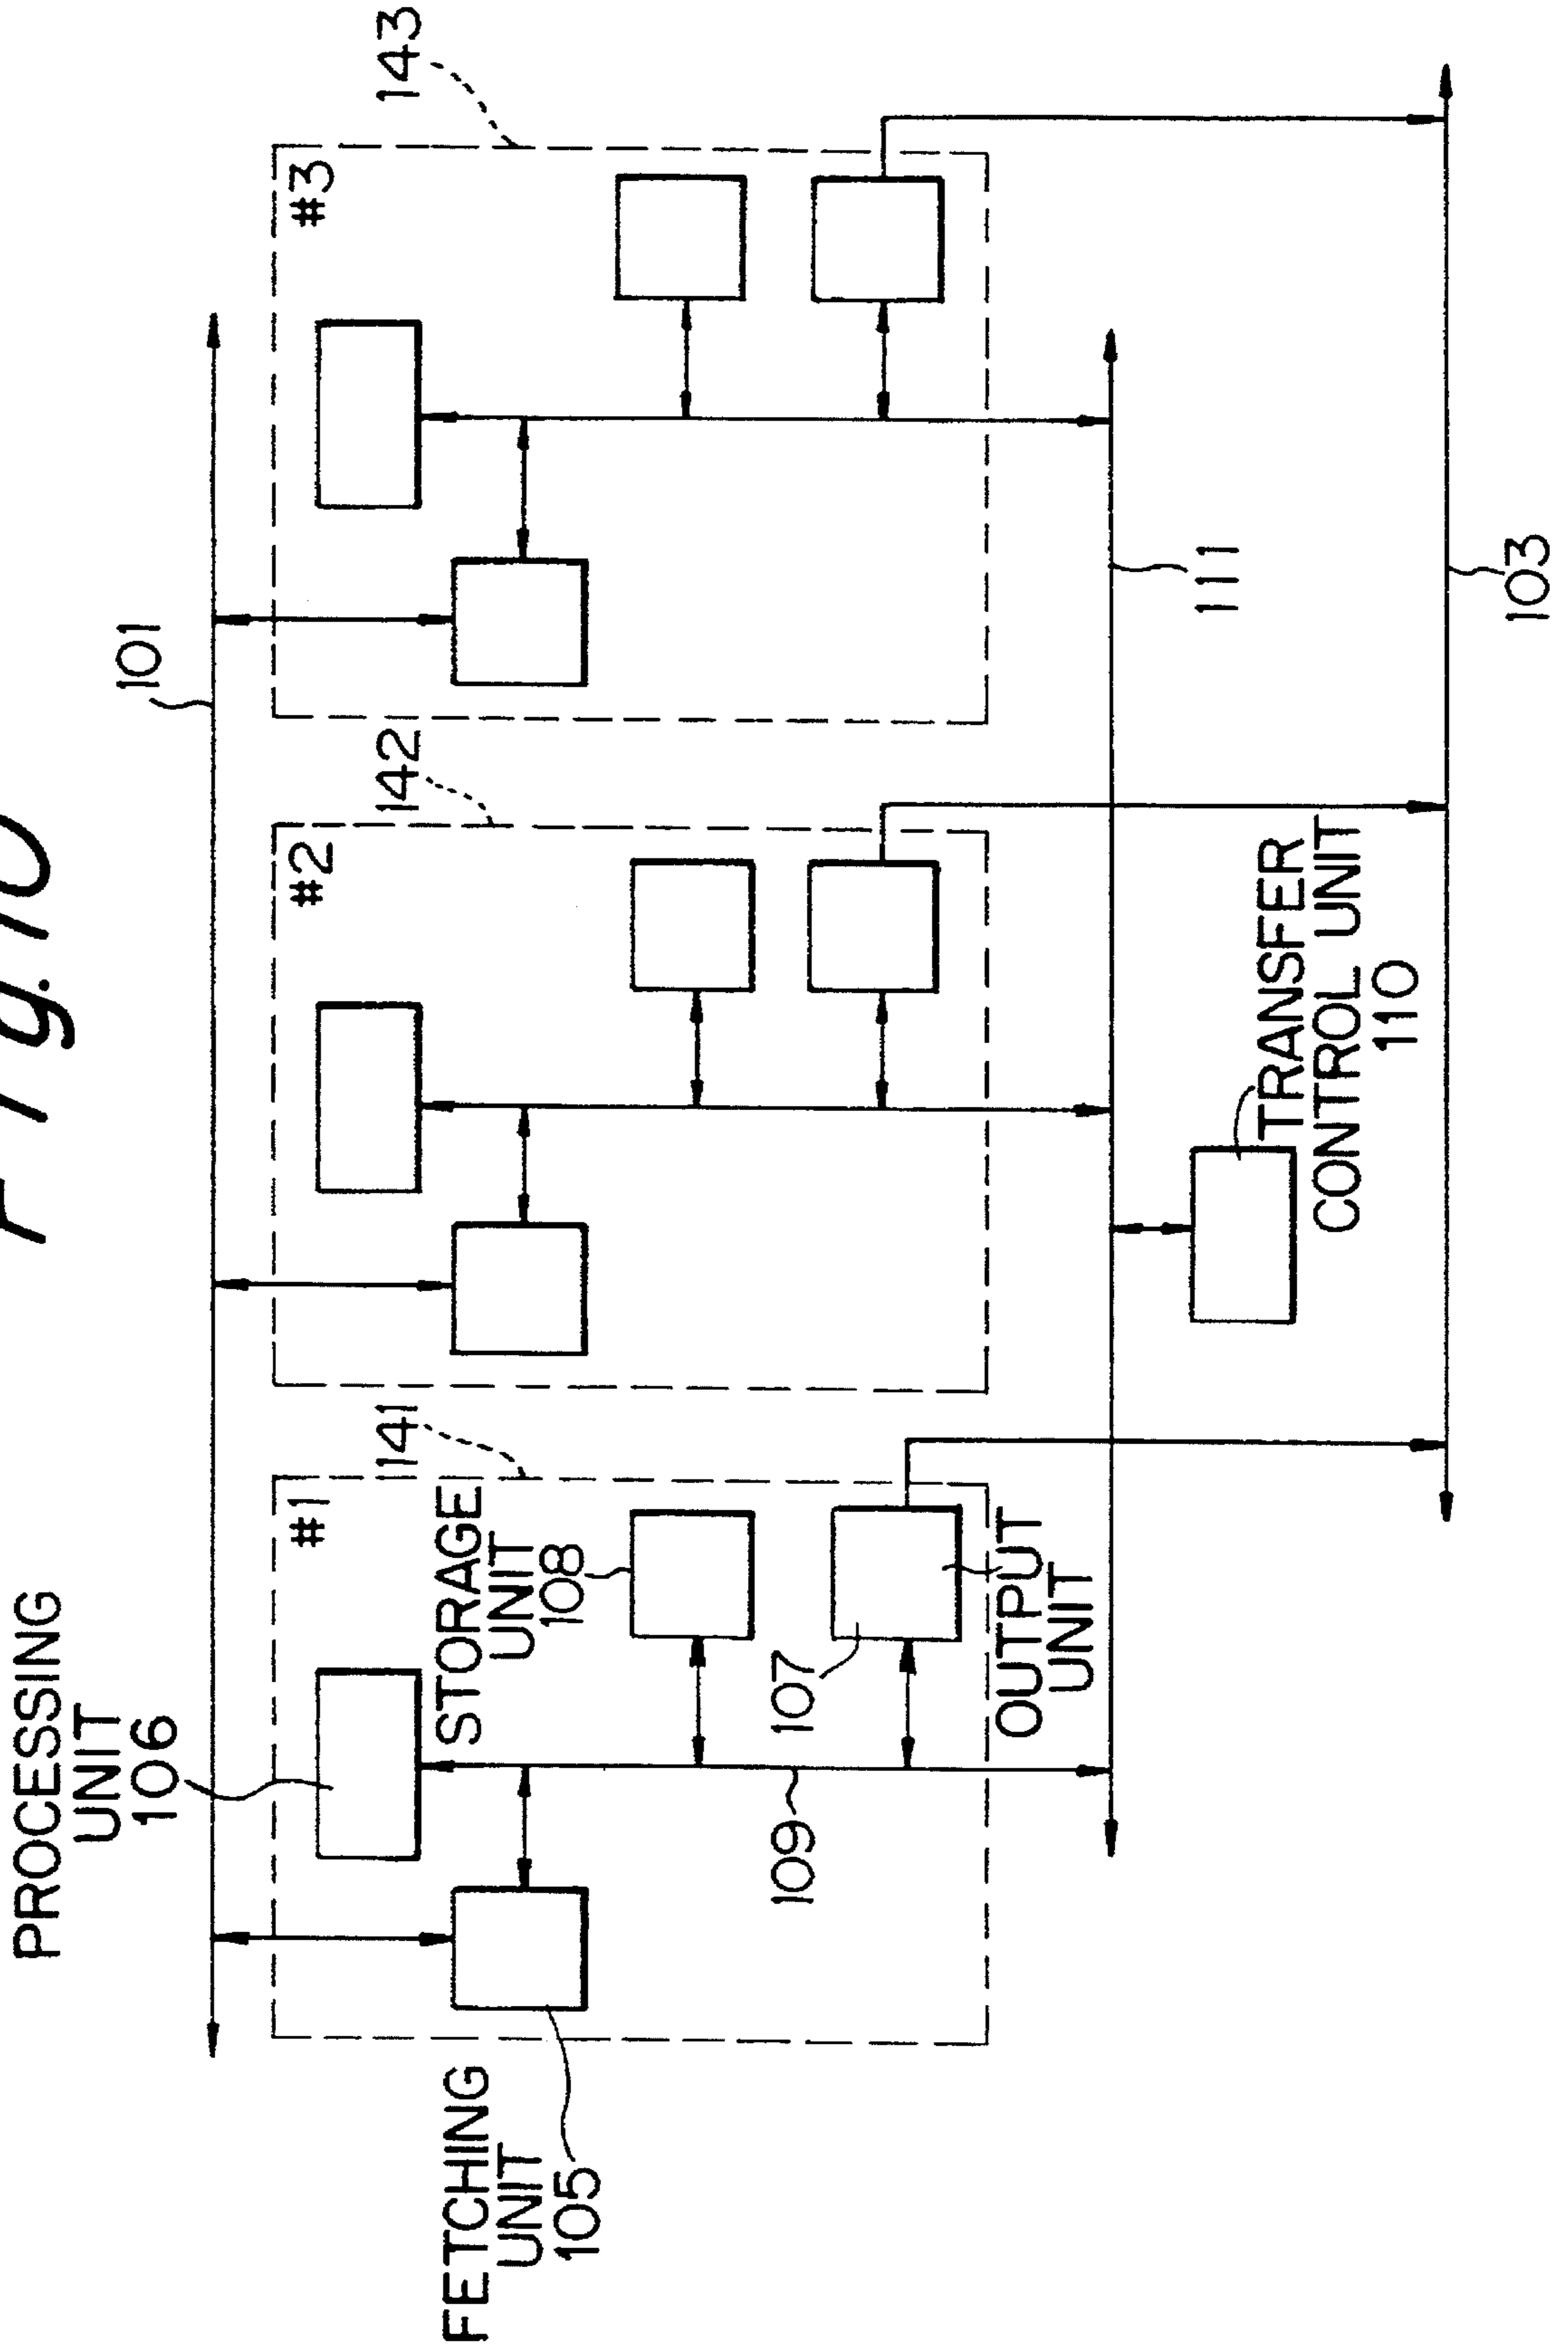 Fig.10
PROCESSING
UNIT
106
101
#1
141
#2
142
#3
143
STORAGE
UNIT
108
FETCHING
UNIT
105
107
109
OUTPUT
UNIT
111
TRANSFER
CONTROL UNIT
110
103